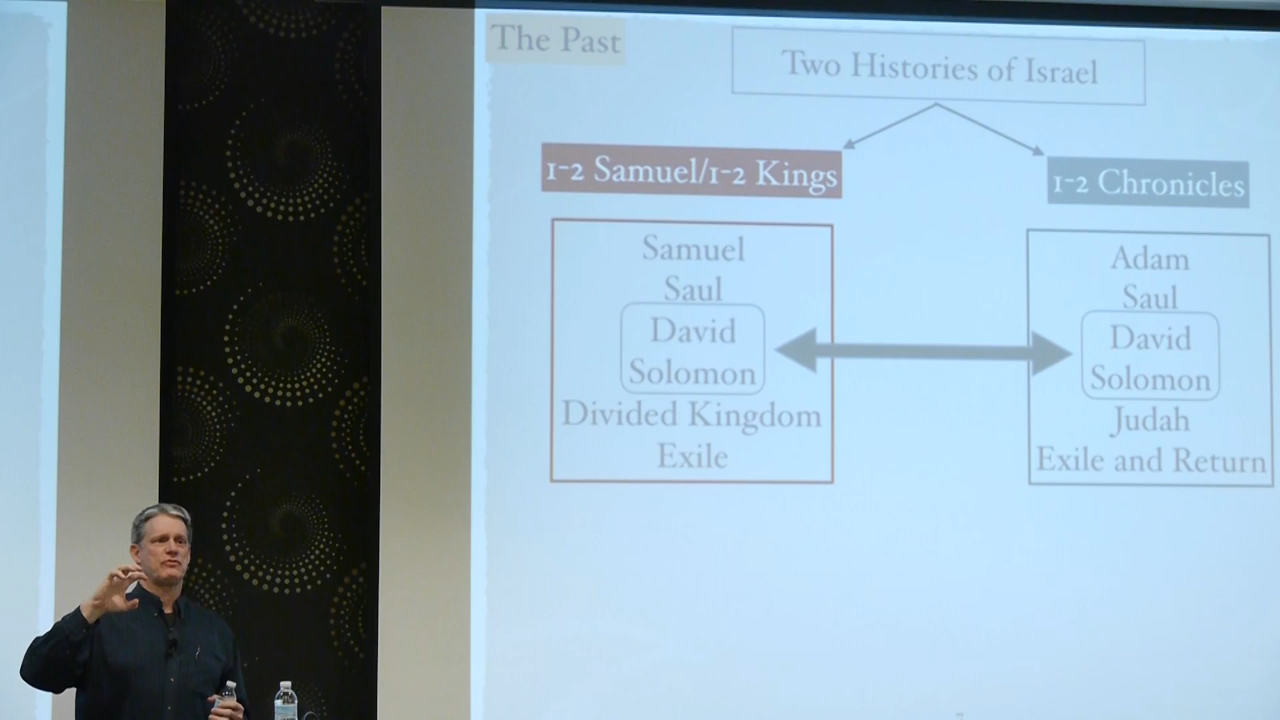 The Past
Two Histories of Israel
1-2 Samuel/1-2 Kings
Samuel
Saul
David
Solomon
Divided Kingdom
Exile
1-2 Chronicles
Adam
Saul
David
Solomon
Judah
Exile and Return